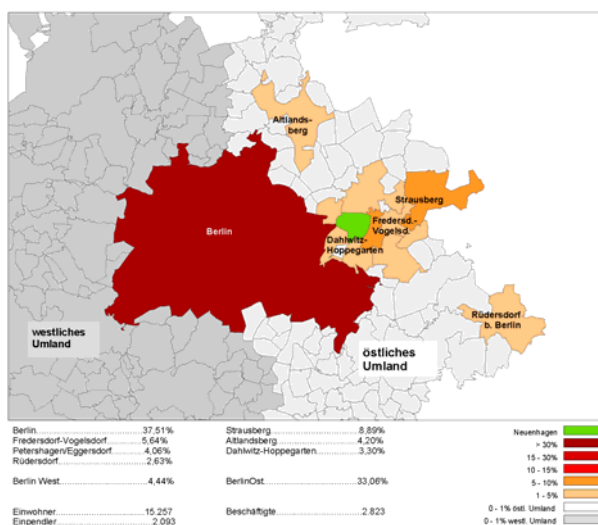 Altlands-
berg
Strausberg
Berlin
Fredersd.-
Vogelsd.
Dahlwitz-
Hoppegarten
Rüdersdorf
b. Berlin
westliches
Umland
östliches
Umland
Berlin 37,51%
Fredersdorf-Vogelsdorf 5,64%
Petershagen/Eggersdorf 4,06%
Rüdersdorf 2,63%
Berlin West 4,44%
Einwohner 15.257
Einpendler 2.093
Strausberg 8,89%
Altlandsberg 4,20%
Dahlwitz-Hoppegarten 3,30%
BerlinOst 33,06%
Beschäftigte 2.823
Neuenhagen
> 30%
15 - 30%
10 - 15%
5 - 10%
1 - 5%
0 - 1% östl. Umland
0 - 1% westl. Umland